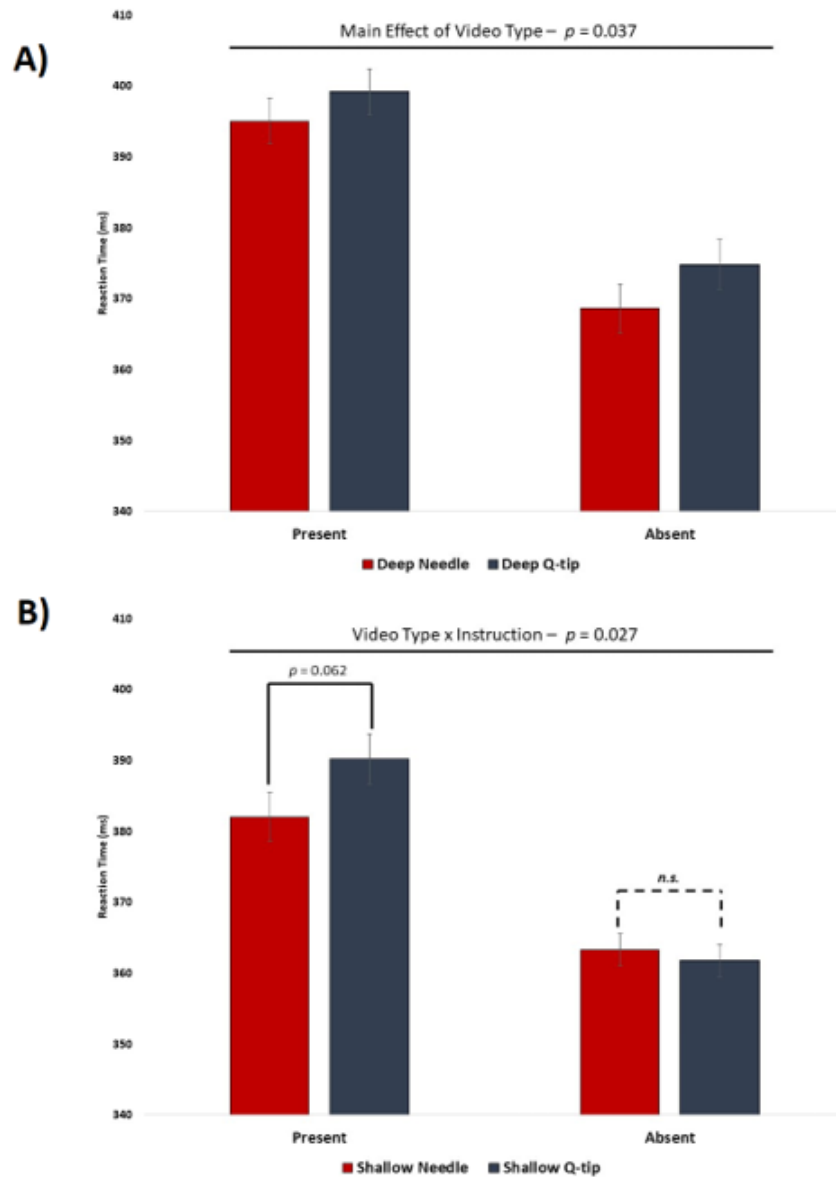 A)
Main Effect of Video Type – p = 0.037
Reaction Time (ms)
410
400
390
380
370
360
350
340
Present Absent
Deep Needle Deep Q-tip
B)
Video Type x Instruction – p = 0.027
p = 0.062
n.s.
Reaction Time (ms)
410
400
390
380
370
360
350
340
Present Absent
Shallow Needle Shallow Q-tip